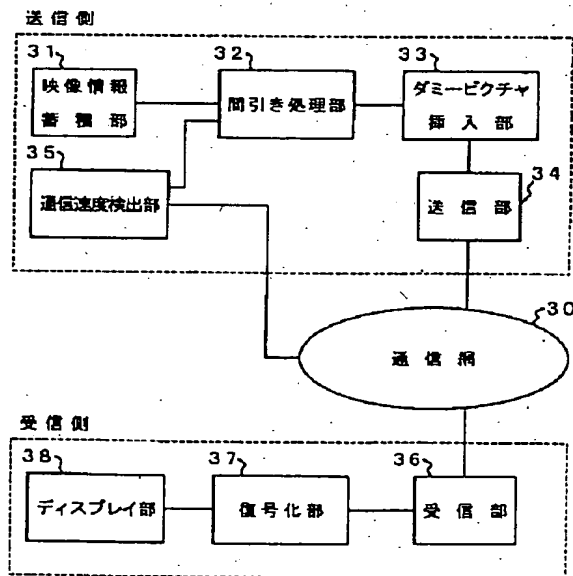 送信側
31
映像情報
蓄積部
32
間引き処理部
33
ダミーピクチャ
挿入部
35
通信速度検出部
34
送信部
30
通信網
受信側
38
ディスプレイ部
37
復号化部
36
受信部